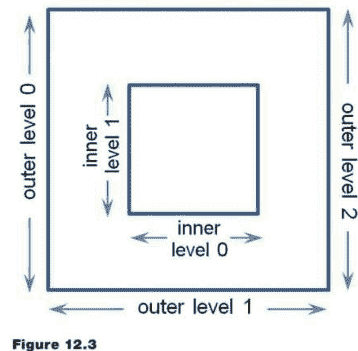 outer level 0
inner
level 1
inner
level 0
outer level 2
outer level 1
Figure 12.3